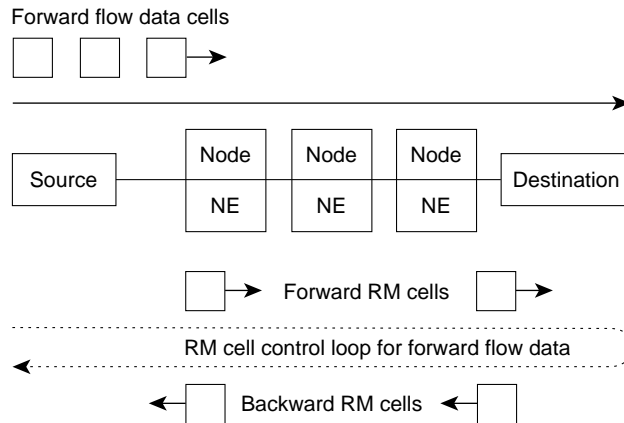 Forward flow data cells
Node Node Node
Source Destination
NE NE NE
Forward RM cells
RM cell control loop for forward flow data
Backward RM cells